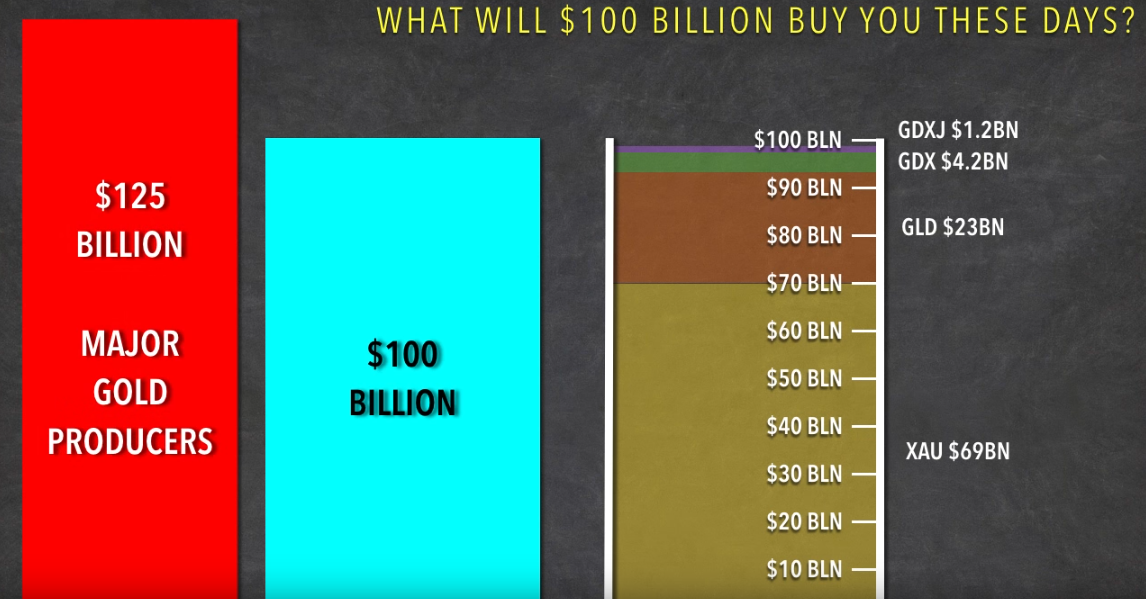 WHAT WILL $100 BILLION BUY YOU THESE DAYS?
$125
BILLION
MAJOR
GOLD
PRODUCERS
$100
BILLION
$100 BLN
$90 BLN
$80 BLN
$70 BLN
$60 BLN
$50 BLN
$40 BLN
$30 BLN
$20 BLN
$10 BLN
GDXJ $1.2BN
GDX $4.2BN
GLD $23BN
XAU $69BN